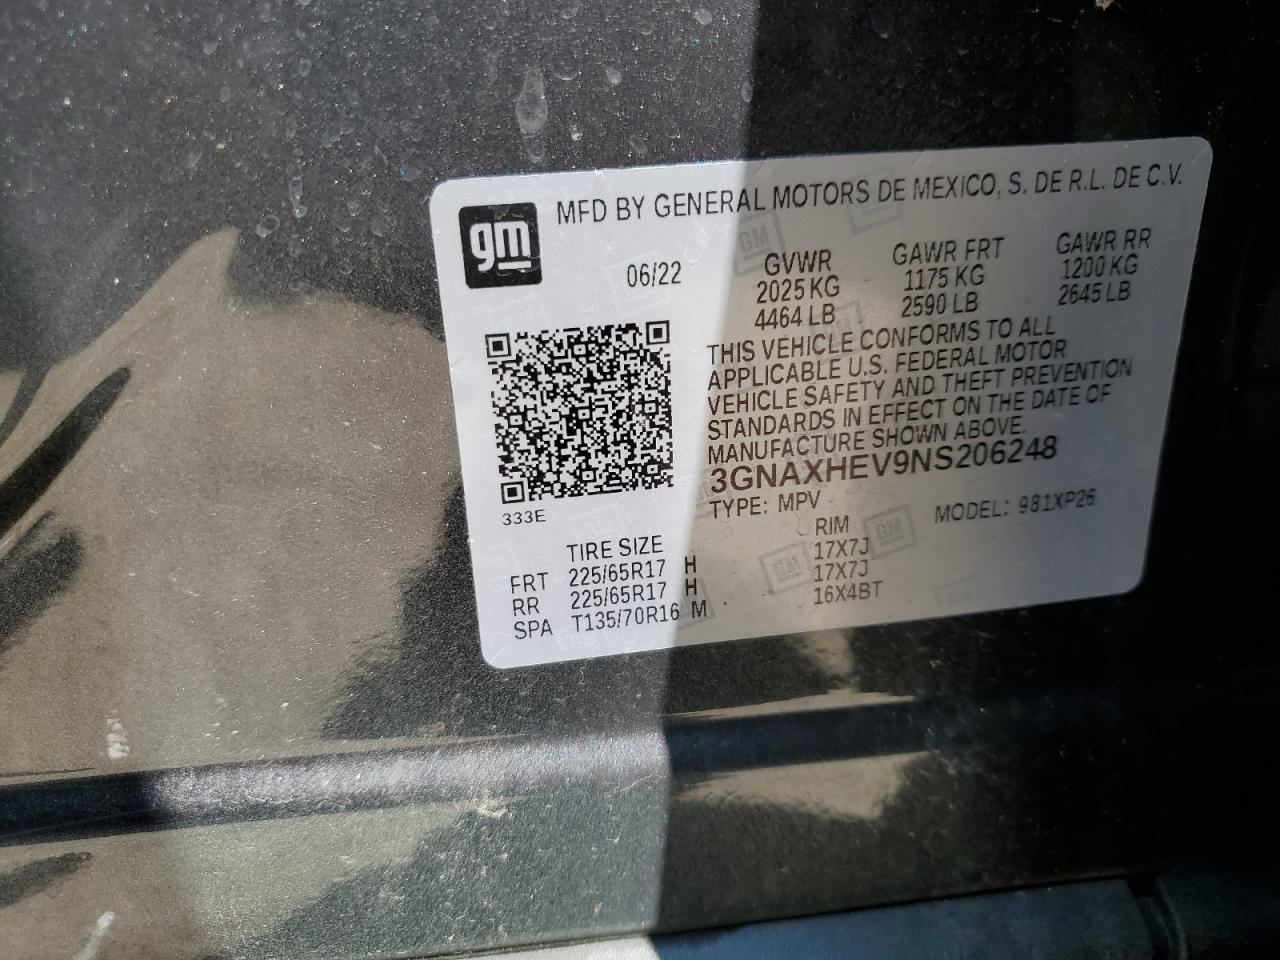 gm
MFD BY GENERAL MOTORS DE MEXICO, S. DE R.L. DE C.V.
06/22
GVWR GAWR FRT GAWR RR
2025 KG 1175 KG 1200 KG
4464 LB 2590 LB 2645 LB
THIS VEHICLE CONFORMS TO ALL
APPLICABLE U.S. FEDERAL MOTOR
VEHICLE SAFETY AND THEFT PREVENTION
STANDARDS IN EFFECT ON THE DATE OF
MANUFACTURE SHOWN ABOVE.
3GNAXHEV9NS206248
TYPE: MPV MODEL: 981XP26
333E
TIRE SIZE RIM
FRT 225/65R17 H 17X7J
RR 225/65R17 H 17X7J
SPA T135/70R16 M 16X4BT
GM
GM
GM